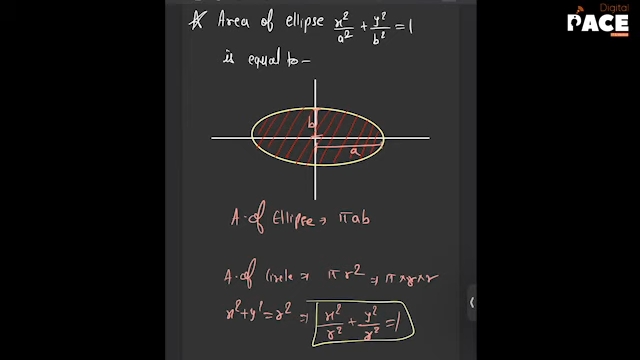 Digital
PACE
Area of ellipse x²/a² + y²/b² = 1
is equal to –
b
a
A. of Ellipse → πab
A. of Circle ⇒ πr² ⇒ π×r×r
x²+y² = r² ⇒ x²/r² + y²/r² = 1